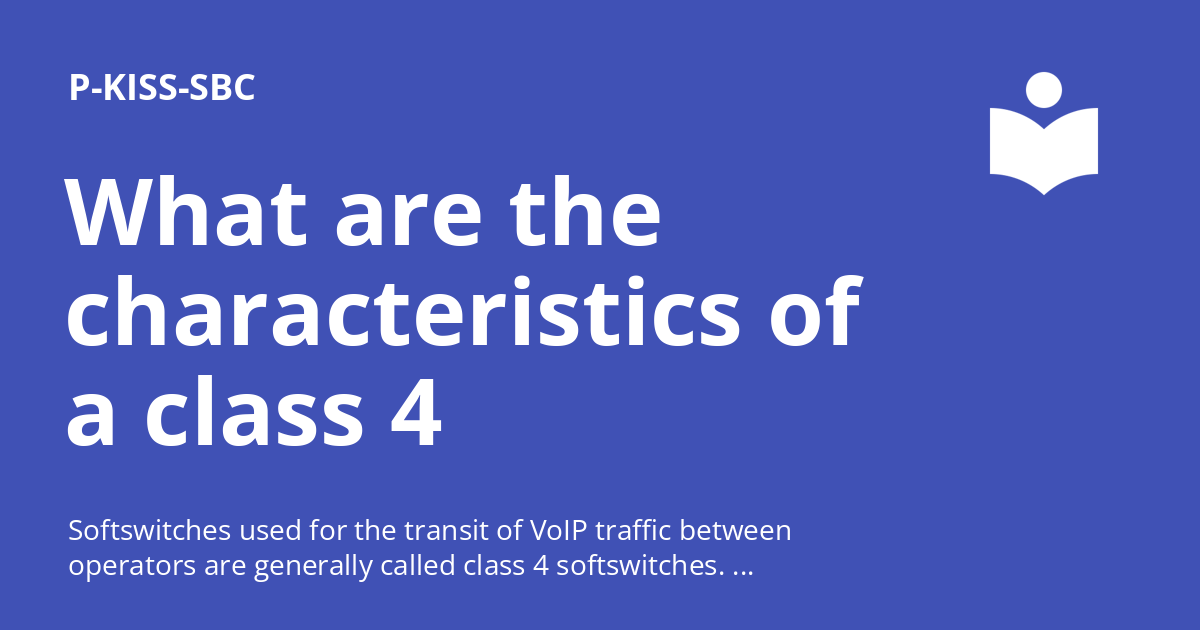 P-KISS-SBC
What are the
characteristics of
a class 4
Softswitches used for the transit of VoIP traffic between
operators are generally called class 4 softswitches. ...